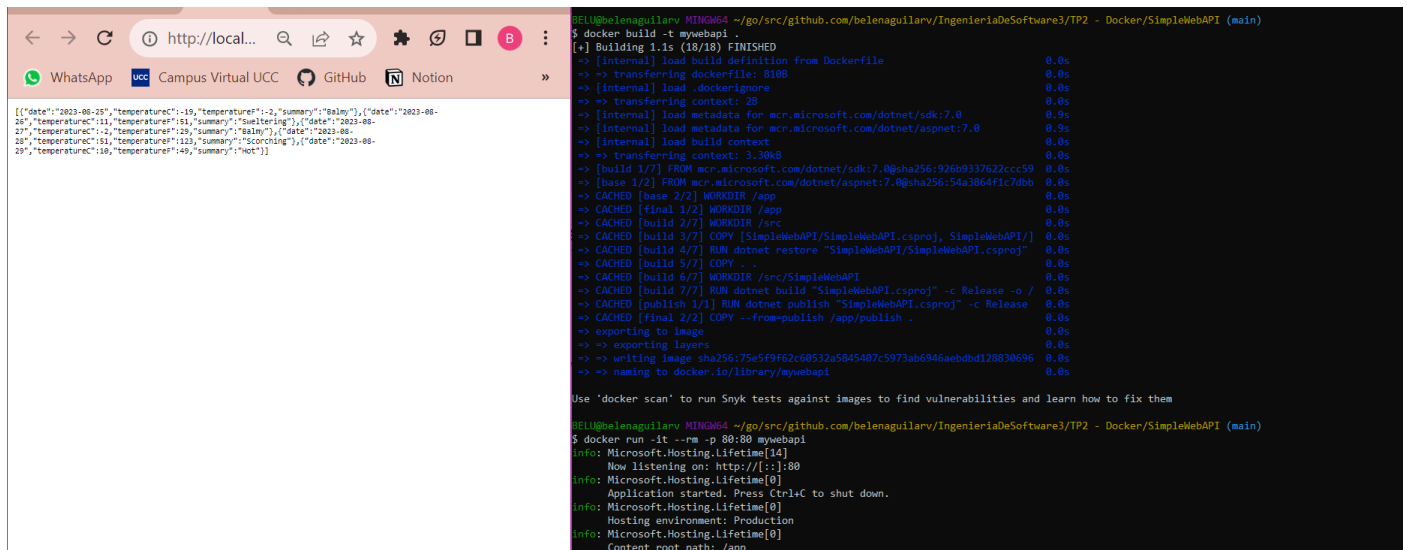 http://local...
B
WhatsApp
UCC
Campus Virtual UCC
GitHub
Notion
»
[{"date":"2023-08-25","temperatureC":-19,"temperatureF":-2,"summary":"Balmy"},{"date":"2023-08-
26","temperatureC":11,"temperatureF":51,"summary":"Sweltering"},{"date":"2023-08-
27","temperatureC":-2,"temperatureF":29,"summary":"Balmy"},{"date":"2023-08-
28","temperatureC":51,"temperatureF":123,"summary":"Scorching"},{"date":"2023-08-
29","temperatureC":10,"temperatureF":49,"summary":"Hot"}]
BELU@belenaguilarv MINGW64 ~/go/src/github.com/belenaguilarv/IngenieriaDeSoftware3/TP2 - Docker/SimpleWebAPI (main)
$ docker build -t mywebapi .
[+] Building 1.1s (18/18) FINISHED
=> [internal] load build definition from Dockerfile 0.0s
=> => transferring dockerfile: 810B 0.0s
=> [internal] load .dockerignore 0.0s
=> => transferring context: 2B 0.0s
=> [internal] load metadata for mcr.microsoft.com/dotnet/sdk:7.0 0.9s
=> [internal] load metadata for mcr.microsoft.com/dotnet/aspnet:7.0 0.9s
=> [internal] load build context 0.0s
=> => transferring context: 3.30kB 0.0s
=> [build 1/7] FROM mcr.microsoft.com/dotnet/sdk:7.0@sha256:926b9337622ccc59 0.0s
=> [base 1/2] FROM mcr.microsoft.com/dotnet/aspnet:7.0@sha256:54a3864f1c7dbb 0.0s
=> CACHED [base 2/2] WORKDIR /app 0.0s
=> CACHED [final 1/2] WORKDIR /app 0.0s
=> CACHED [build 2/7] WORKDIR /src 0.0s
=> CACHED [build 3/7] COPY [SimpleWebAPI/SimpleWebAPI.csproj, SimpleWebAPI/] 0.0s
=> CACHED [build 4/7] RUN dotnet restore "SimpleWebAPI/SimpleWebAPI.csproj" 0.0s
=> CACHED [build 5/7] COPY . . 0.0s
=> CACHED [build 6/7] WORKDIR /src/SimpleWebAPI 0.0s
=> CACHED [build 7/7] RUN dotnet build "SimpleWebAPI.csproj" -c Release -o / 0.0s
=> CACHED [publish 1/1] RUN dotnet publish "SimpleWebAPI.csproj" -c Release 0.0s
=> CACHED [final 2/2] COPY --from=publish /app/publish . 0.0s
=> exporting to image 0.0s
=> => exporting layers 0.0s
=> => writing image sha256:75e5f9f62c60532a5845407c5973ab6946aebdbd128830696 0.0s
=> => naming to docker.io/library/mywebapi 0.0s
Use 'docker scan' to run Snyk tests against images to find vulnerabilities and learn how to fix them
BELU@belenaguilarv MINGW64 ~/go/src/github.com/belenaguilarv/IngenieriaDeSoftware3/TP2 - Docker/SimpleWebAPI (main)
$ docker run -it --rm -p 80:80 mywebapi
info: Microsoft.Hosting.Lifetime[14]
Now listening on: http://[::]:80
info: Microsoft.Hosting.Lifetime[0]
Application started. Press Ctrl+C to shut down.
info: Microsoft.Hosting.Lifetime[0]
Hosting environment: Production
info: Microsoft.Hosting.Lifetime[0]
Content root path: /app